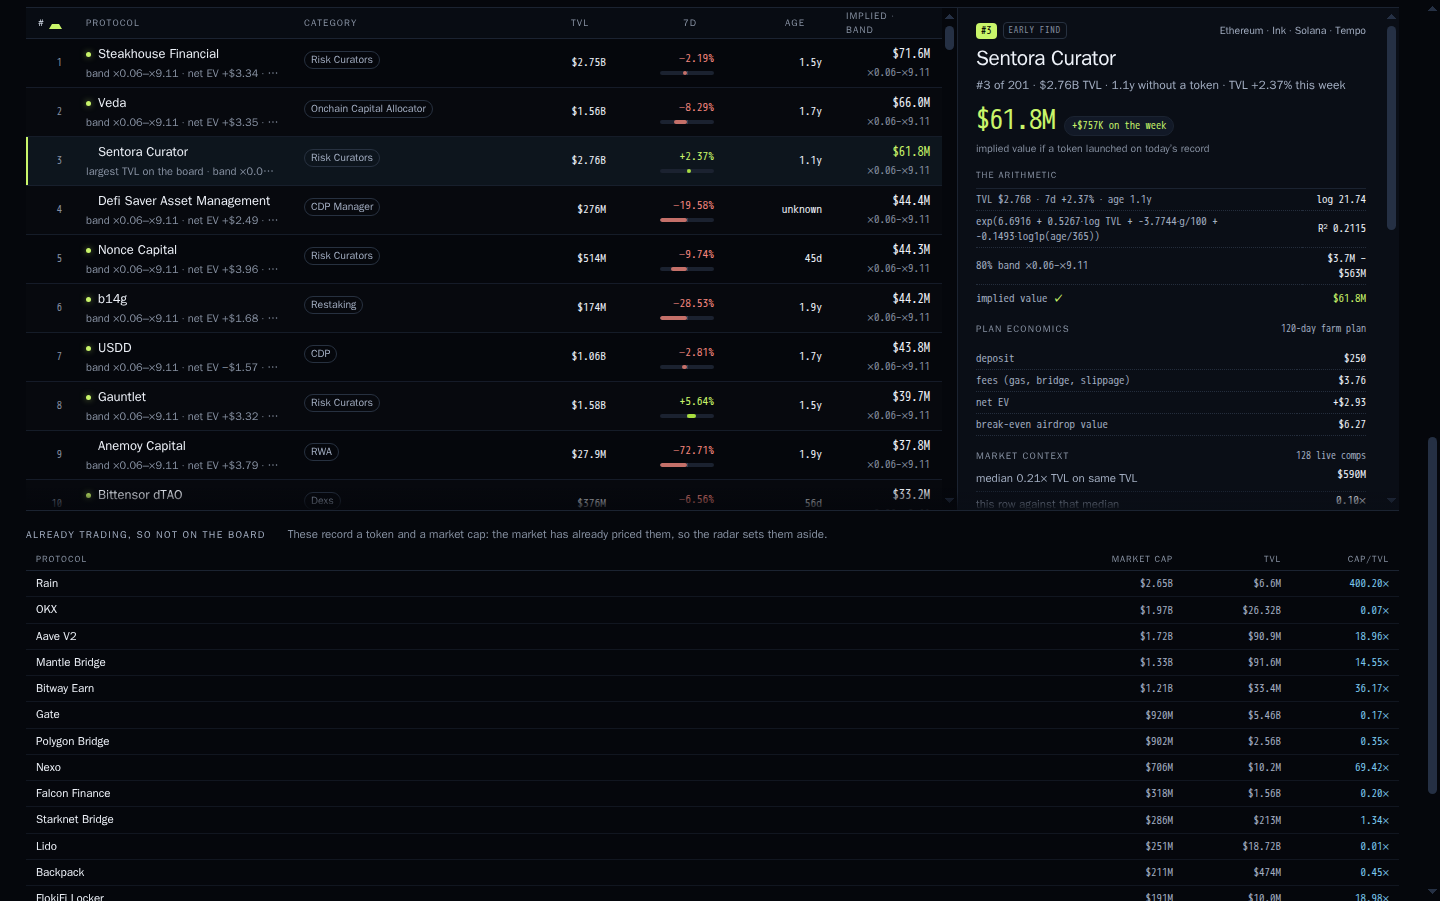 # PROTOCOL CATEGORY TVL 7D AGE IMPLIED · BAND
1 Steakhouse Financial Risk Curators $2.75B −2.19% 1.5y $71.6M
band ×0.06–×9.11 · net EV +$3.34 · ··· ×0.06–×9.11
2 Veda Onchain Capital Allocator $1.56B −8.29% 1.7y $66.0M
band ×0.06–×9.11 · net EV +$3.35 · ··· ×0.06–×9.11
3 Sentora Curator Risk Curators $2.76B +2.37% 1.1y $61.8M
largest TVL on the board · band ×0.0··· ×0.06–×9.11
4 Defi Saver Asset Management CDP Manager $276M −19.58% unknown $44.4M
band ×0.06–×9.11 · net EV +$2.49 · ··· ×0.06–×9.11
5 Nonce Capital Risk Curators $514M −9.74% 45d $44.3M
band ×0.06–×9.11 · net EV +$3.96 · ··· ×0.06–×9.11
6 b14g Restaking $174M −28.53% 1.9y $44.2M
band ×0.06–×9.11 · net EV +$1.68 · ··· ×0.06–×9.11
7 USDD CDP $1.06B −2.81% 1.7y $43.8M
band ×0.06–×9.11 · net EV −$1.57 · ··· ×0.06–×9.11
8 Gauntlet Risk Curators $1.58B +5.64% 1.5y $39.7M
band ×0.06–×9.11 · net EV +$3.32 · ··· ×0.06–×9.11
9 Anemoy Capital RWA $27.9M −72.71% 1.9y $37.8M
band ×0.06–×9.11 · net EV +$3.79 · ··· ×0.06–×9.11
10 Bittensor dTAO Dexs $376M −6.56% 56d $33.2M
#3 EARLY FIND Ethereum · Ink · Solana · Tempo
Sentora Curator
#3 of 201 · $2.76B TVL · 1.1y without a token · TVL +2.37% this week
$61.8M +$757K on the week
implied value if a token launched on today's record
THE ARITHMETIC
TVL $2.76B · 7d +2.37% · age 1.1y log 21.74
exp(6.6916 + 0.5267·log TVL + -3.7744·g/100 +
-0.1493·log1p(age/365)) R² 0.2115
80% band ×0.06–×9.11 $3.7M –
$563M
implied value ✓ $61.8M
PLAN ECONOMICS 120-day farm plan
deposit $250
fees (gas, bridge, slippage) $3.76
net EV +$2.93
break-even airdrop value $6.27
MARKET CONTEXT 128 live comps
median 0.21× TVL on same TVL $590M
this row against that median 0.10×
ALREADY TRADING, SO NOT ON THE BOARD These record a token and a market cap: the market has already priced them, so the radar sets them aside.
PROTOCOL MARKET CAP TVL CAP/TVL
Rain $2.65B $6.6M 400.20×
OKX $1.97B $26.32B 0.07×
Aave V2 $1.72B $90.9M 18.96×
Mantle Bridge $1.33B $91.6M 14.55×
Bitway Earn $1.21B $33.4M 36.17×
Gate $920M $5.46B 0.17×
Polygon Bridge $902M $2.56B 0.35×
Nexo $706M $10.2M 69.42×
Falcon Finance $318M $1.56B 0.20×
Starknet Bridge $286M $213M 1.34×
Lido $251M $18.72B 0.01×
Backpack $211M $474M 0.45×
FlokiFi Locker $191M $10.0M 18.98×